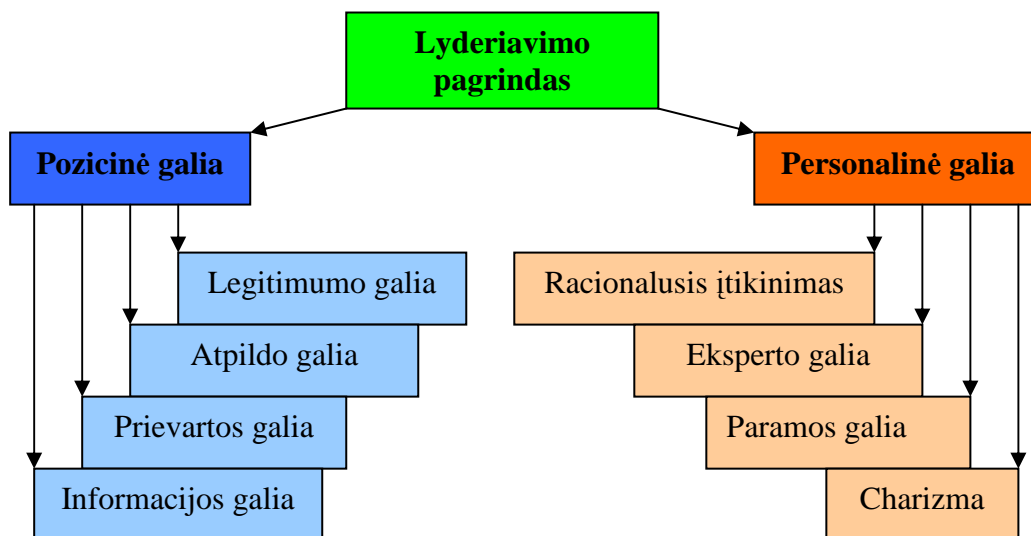 Lyderiavimo
pagrindas
Pozicinė galia
Personalinė galia
Legitimumo galia
Racionalusis įtikinimas
Atpildo galia
Eksperto galia
Prievartos galia
Paramos galia
Informacijos galia
Charizma